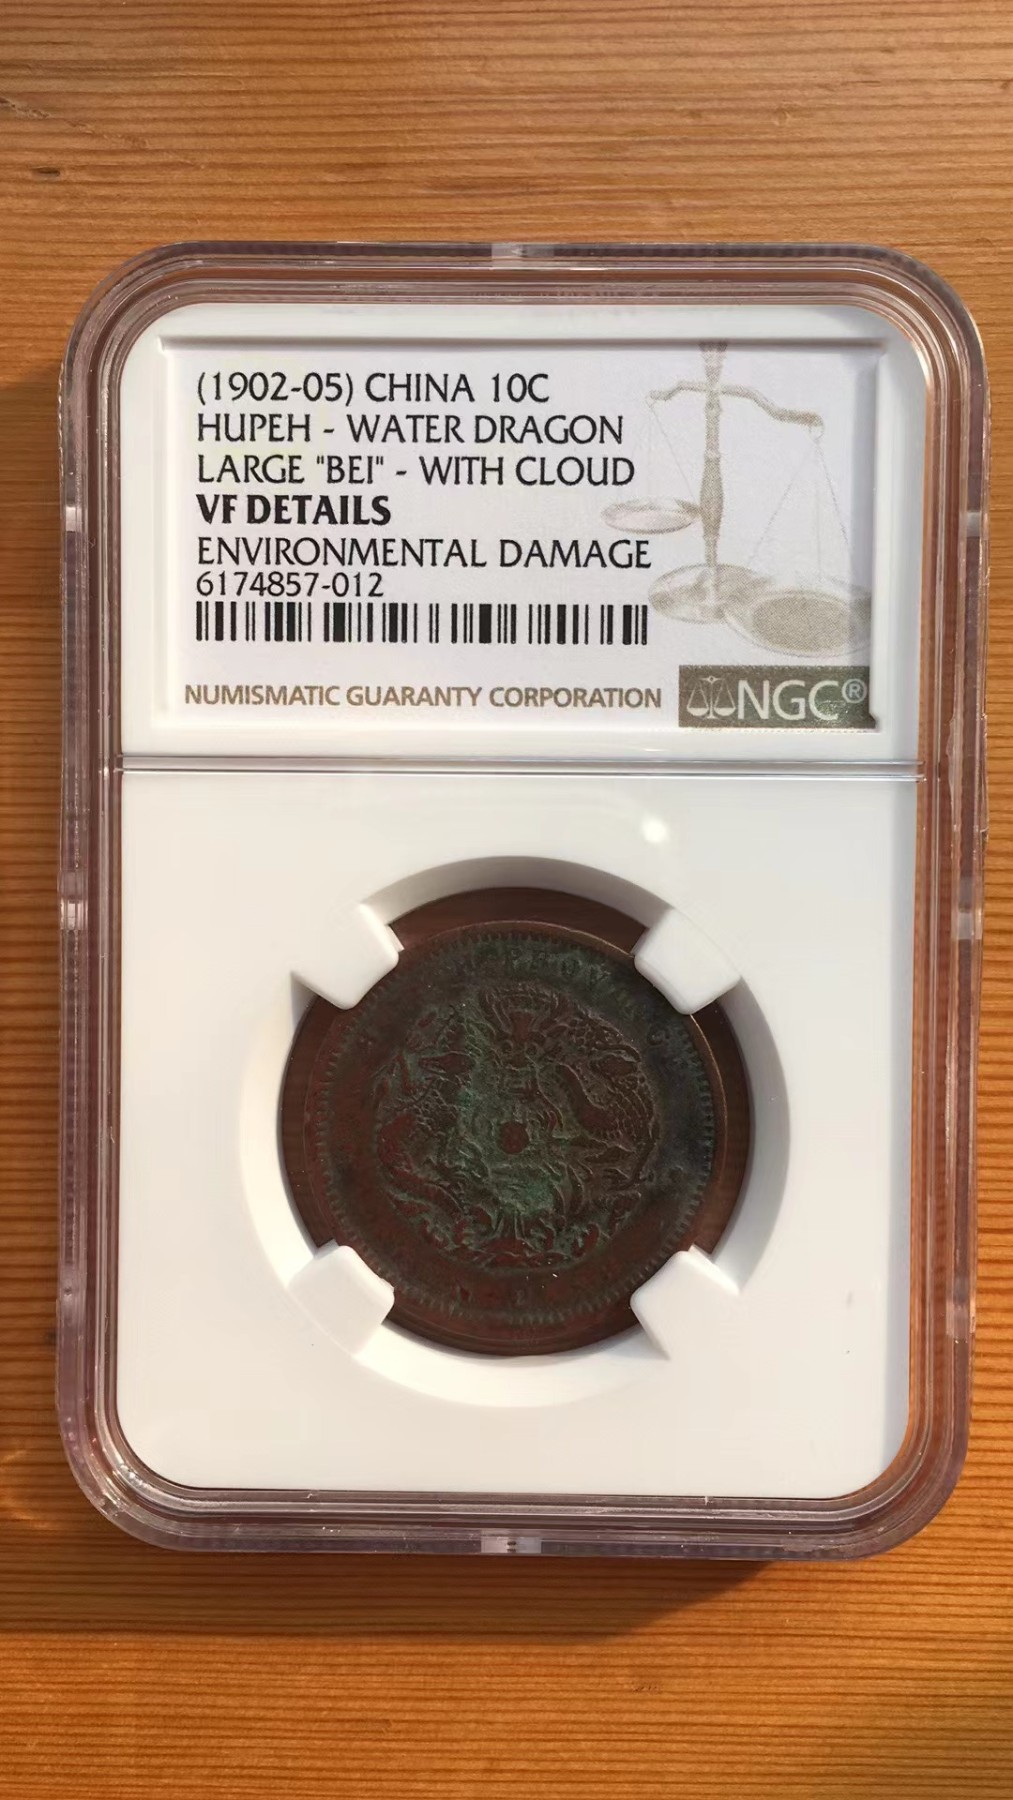 (1902-05) CHINA 10C
HUPEH - WATER DRAGON
LARGE "BEI" - WITH CLOUD
VF DETAILS
ENVIRONMENTAL DAMAGE
6174857-012
NUMISMATIC GUARANTY CORPORATION
NGC®